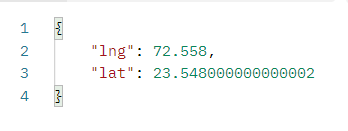 1 {
2 "lng": 72.558,
3 "lat": 23.548000000000002
4 }